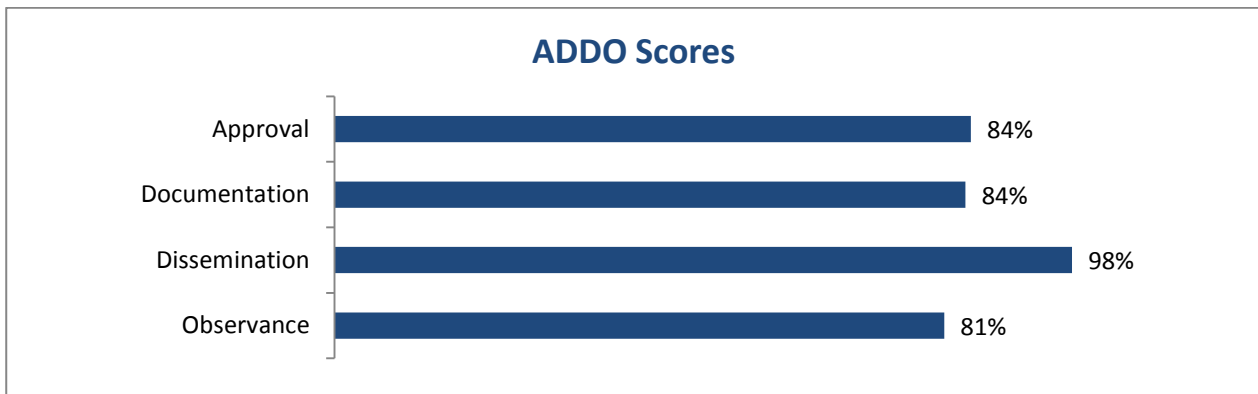 ADDO Scores
Approval 84%
Documentation 84%
Dissemination 98%
Observance 81%